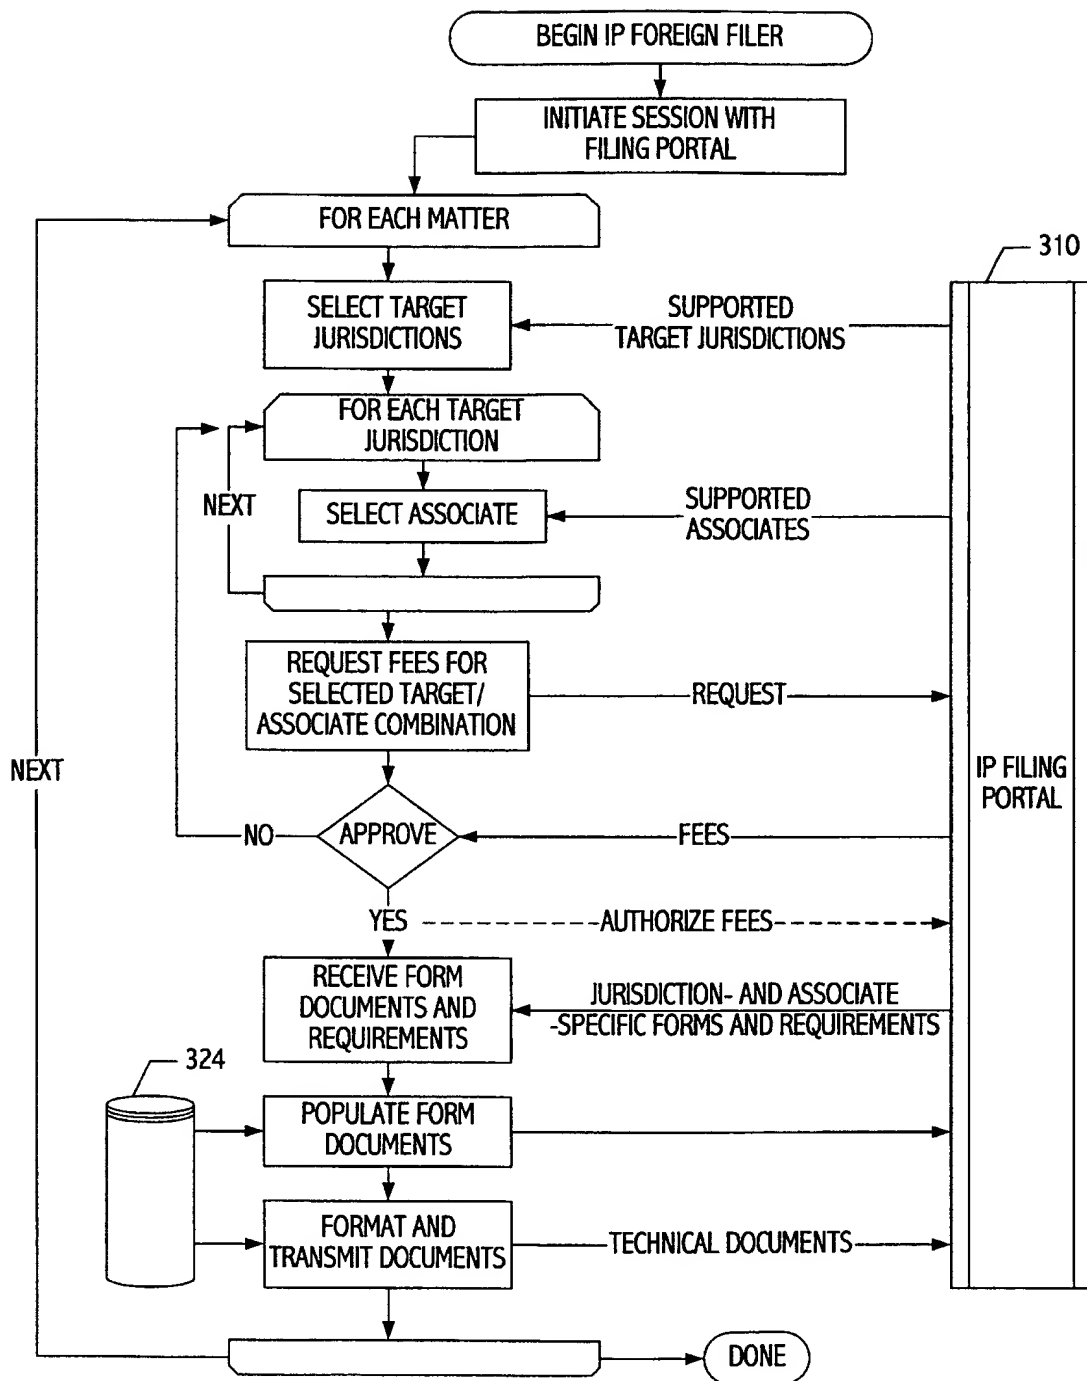 BEGIN IP FOREIGN FILER
INITIATE SESSION WITH
FILING PORTAL
FOR EACH MATTER
310
SELECT TARGET
JURISDICTIONS
SUPPORTED
TARGET JURISDICTIONS
FOR EACH TARGET
JURISDICTION
NEXT
SELECT ASSOCIATE
SUPPORTED
ASSOCIATES
REQUEST FEES FOR
SELECTED TARGET/
ASSOCIATE COMBINATION
REQUEST
NEXT
IP FILING
PORTAL
NO
APPROVE
FEES
YES
AUTHORIZE FEES
RECEIVE FORM
DOCUMENTS AND
REQUIREMENTS
JURISDICTION- AND ASSOCIATE
-SPECIFIC FORMS AND REQUIREMENTS
324
POPULATE FORM
DOCUMENTS
FORMAT AND
TRANSMIT DOCUMENTS
TECHNICAL DOCUMENTS
DONE